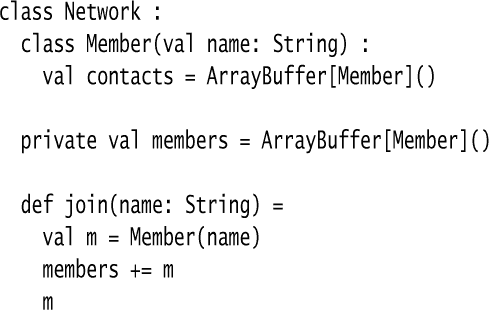 class Network :
  class Member(val name: String) :
    val contacts = ArrayBuffer[Member]()

  private val members = ArrayBuffer[Member]()

  def join(name: String) =
    val m = Member(name)
    members += m
    m